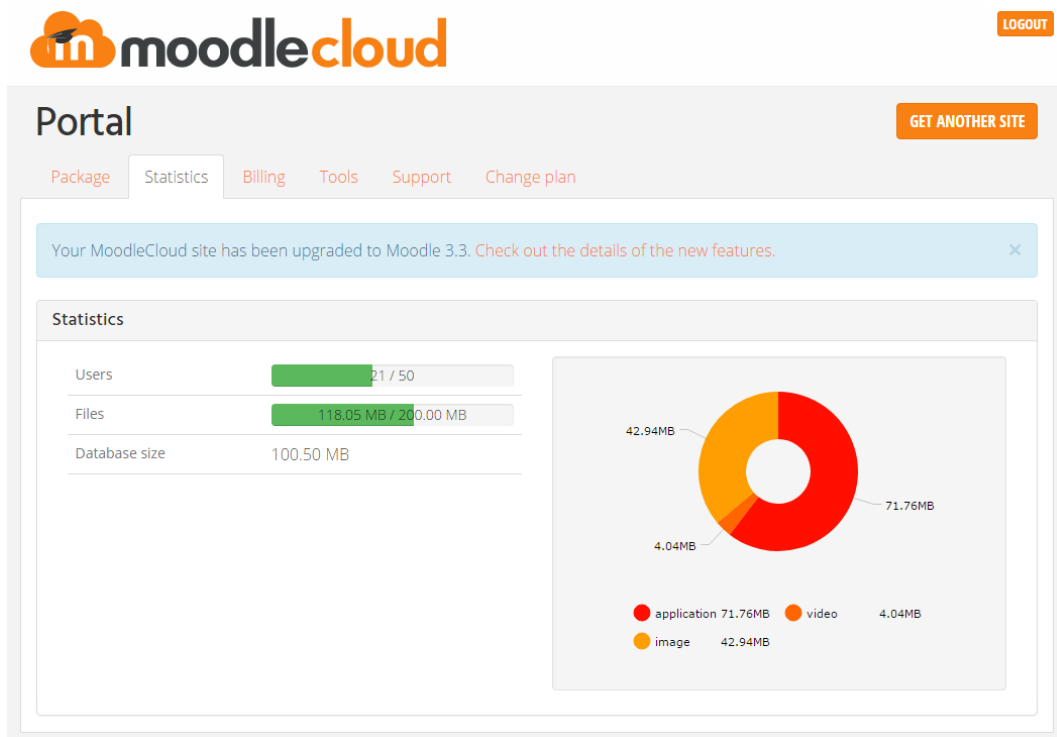 moodlecloud
LOGOUT
Portal
GET ANOTHER SITE
Package Statistics Billing Tools Support Change plan
Your MoodleCloud site has been upgraded to Moodle 3.3. Check out the details of the new features. ×
Statistics
Users 21 / 50
Files 118.05 MB / 200.00 MB
Database size 100.50 MB
42.94MB
71.76MB
4.04MB
application 71.76MB video 4.04MB
image 42.94MB